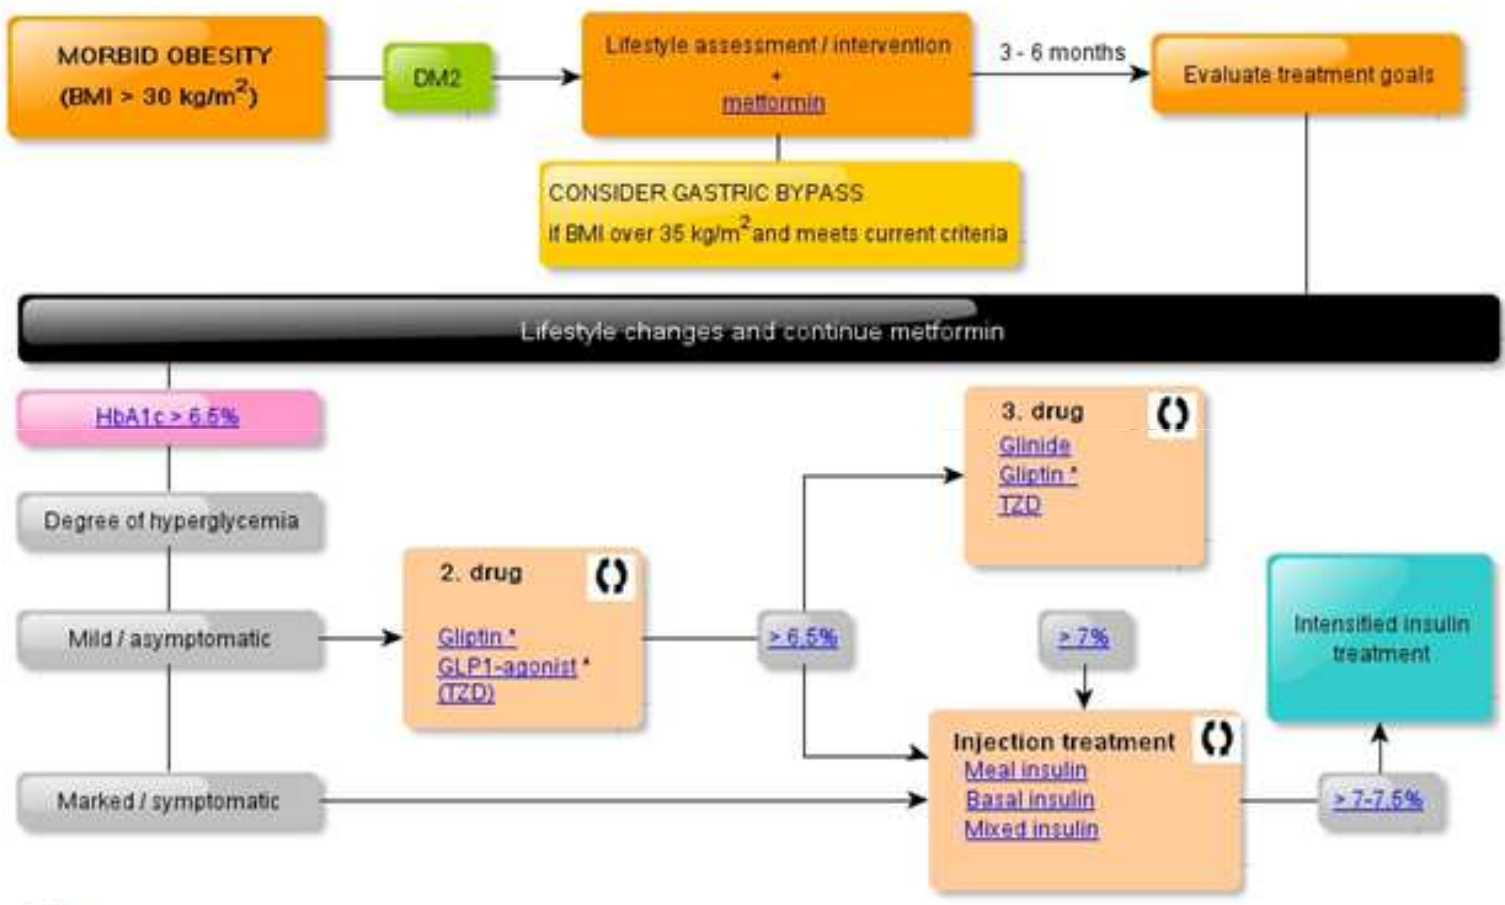 MORBID OBESITY
(BMI > 30 kg/m2)
DM2
Lifestyle assessment / intervention
+
metformin
3 - 6 months
Evaluate treatment goals
CONSIDER GASTRIC BYPASS
if BMI over 35 kg/m2 and meets current criteria
Lifestyle changes and continue metformin
HbA1c > 6.5%
Degree of hyperglycemia
Mild / asymptomatic
Marked / symptomatic
2. drug
Gliptin *
GLP1-agonist *
(TZD)
> 6.5%
3. drug
Glinide
Gliptin *
TZD
> 7%
Injection treatment
Meal insulin
Basal insulin
Mixed insulin
> 7-7.5%
Intensified insulin
treatment